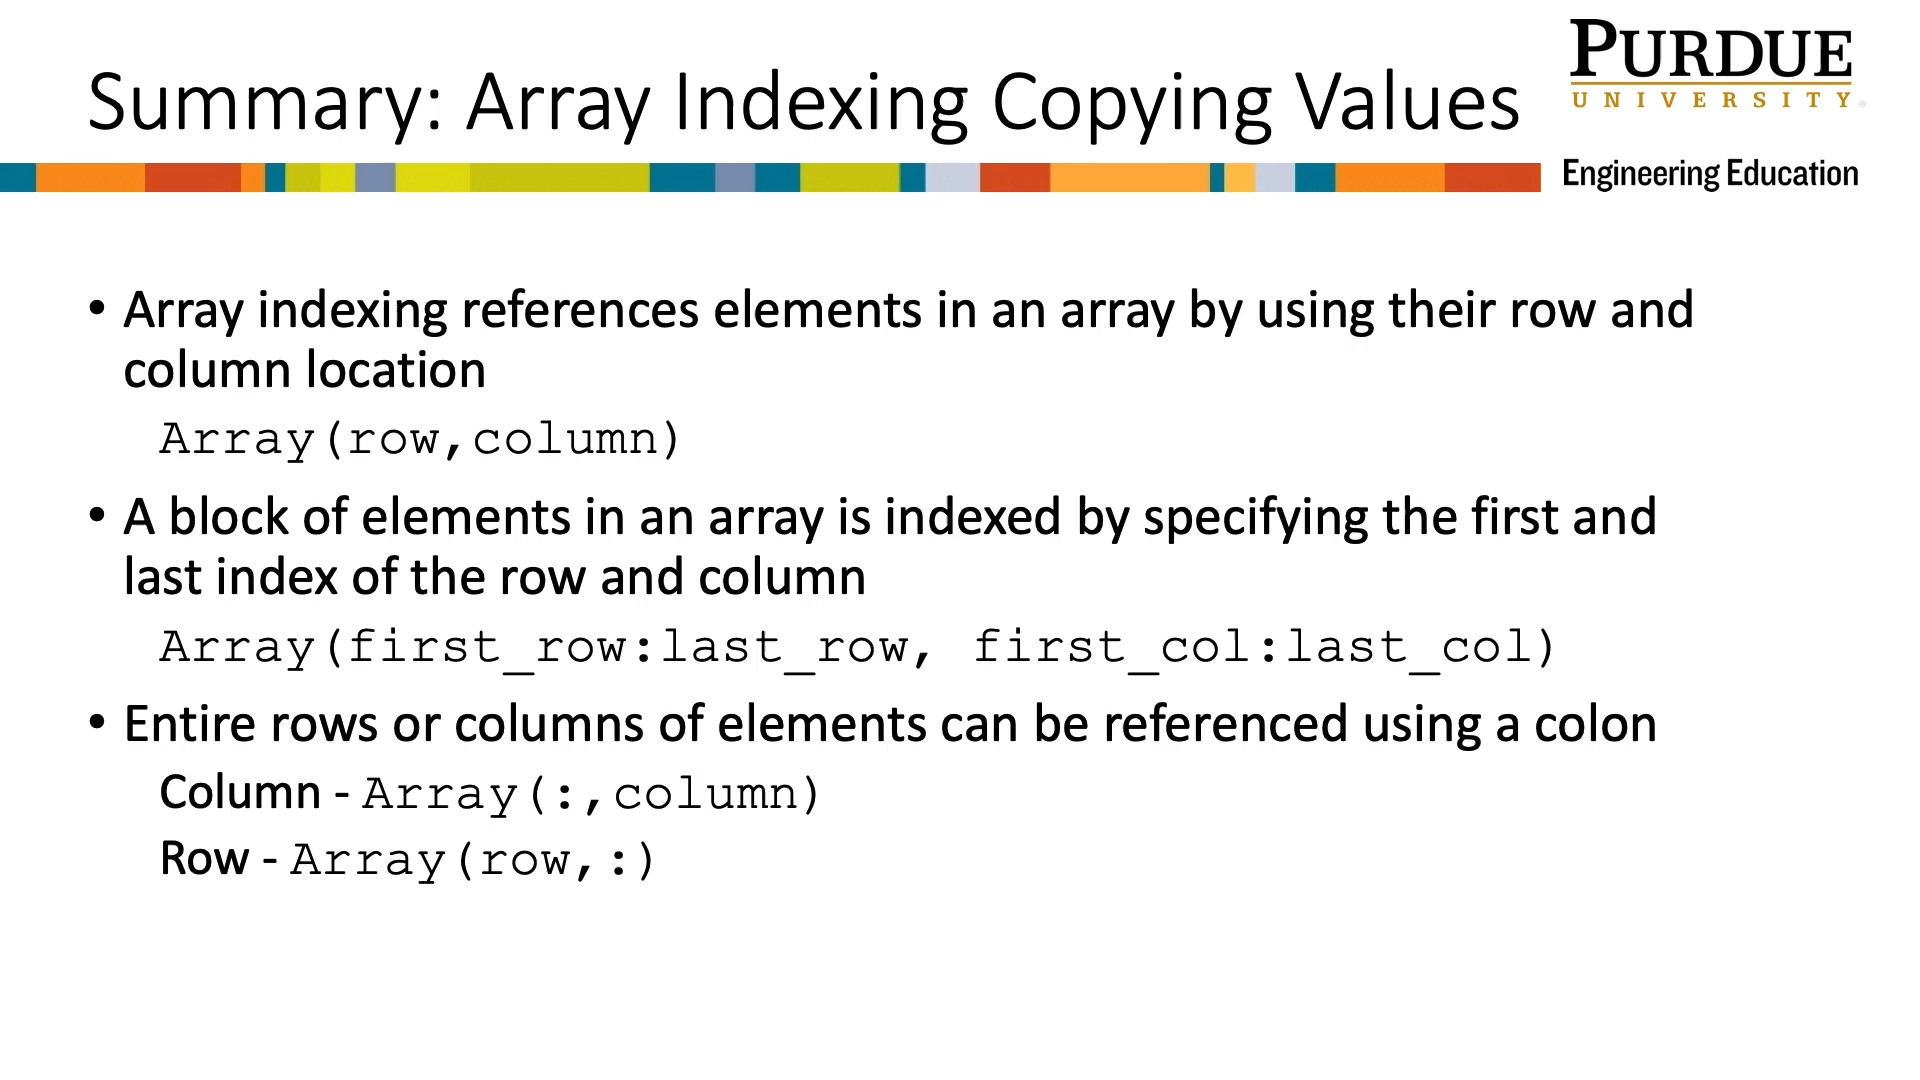 Summary: Array Indexing Copying Values
PURDUE
UNIVERSITY®
Engineering Education
• Array indexing references elements in an array by using their row and
column location
Array(row,column)
• A block of elements in an array is indexed by specifying the first and
last index of the row and column
Array(first_row:last_row, first_col:last_col)
• Entire rows or columns of elements can be referenced using a colon
Column - Array(:,column)
Row - Array(row,:)